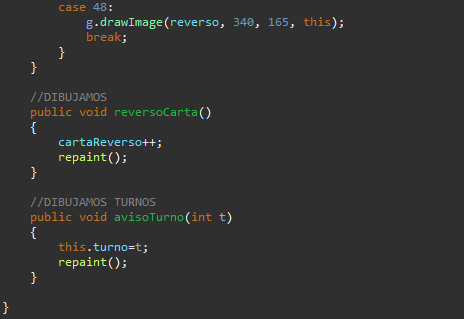 case 48:
g.drawImage(reverso, 340, 165, this);
break;
}
}
//DIBUJAMOS
public void reversoCarta()
{
cartaReverso++;
repaint();
}
//DIBUJAMOS TURNOS
public void avisoTurno(int t)
{
this.turno=t;
repaint();
}
}